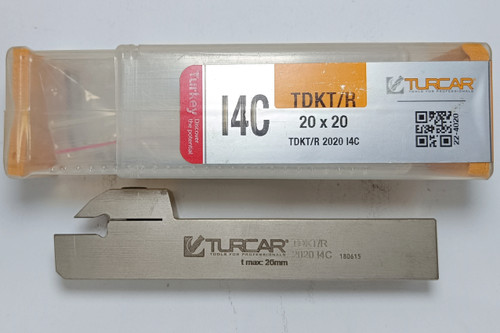 Turkey
Discover
the potential
I4C
TDKT/R
20 x 20
TDKT/R 2020 I4C
TURCAR
TOOLS FOR PROFESSIONALS
22-4020
TURCAR®
TOOLS FOR PROFESSIONALS
t max: 20mm
TDKT/R
2020 I4C
180615